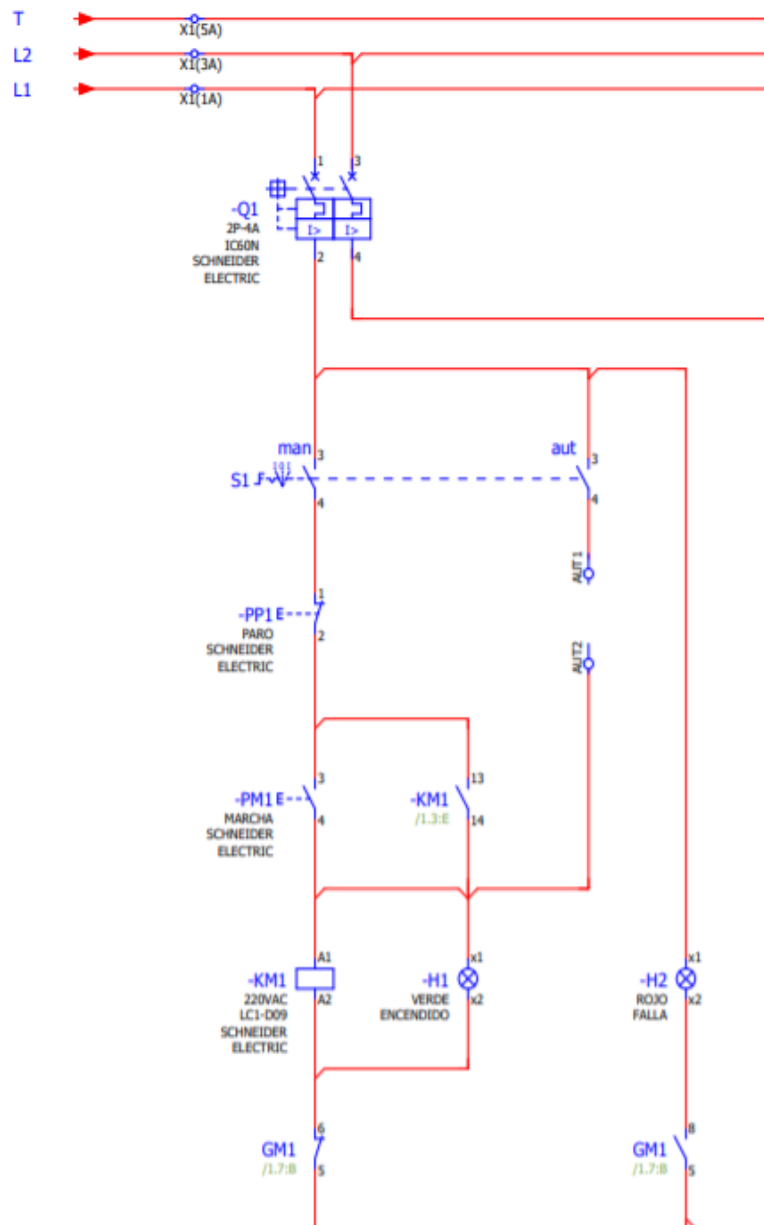 T
X1(5A)
L2
X1(3A)
L1
X1(1A)
1
3
-Q1
2P-4A
IC60N
SCHNEIDER
ELECTRIC
I>
I>
2
4
man
3
aut
3
S1
1 0 1
4
4
AUT1
-PP1
1
2
PARO
SCHNEIDER
ELECTRIC
AUT2
-PM1
3
4
MARCHA
SCHNEIDER
ELECTRIC
-KM1
13
/1.3:E
14
-KM1
A1
220VAC
A2
LC1-D09
SCHNEIDER
ELECTRIC
-H1
x1
VERDE
x2
ENCENDIDO
-H2
x1
ROJO
x2
FALLA
GM1
6
/1.7:B
5
GM1
8
/1.7:B
5